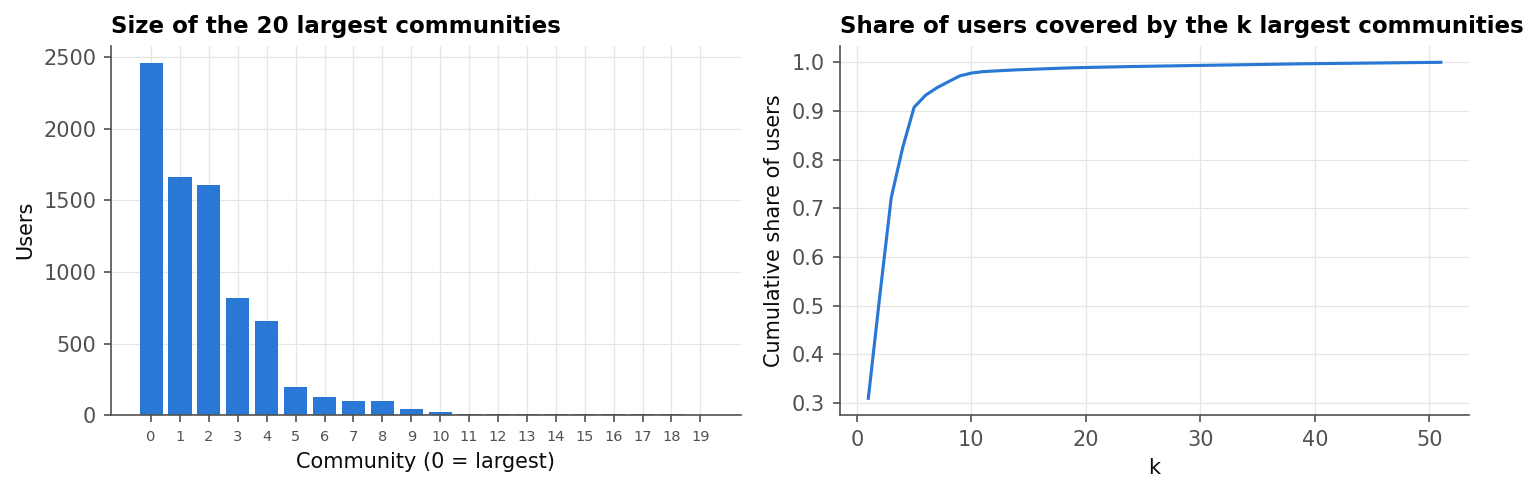 Size of the 20 largest communities
2500
2000
1500
1000
500
0
Users
0 1 2 3 4 5 6 7 8 9 10 11 12 13 14 15 16 17 18 19
Community (0 = largest)
Share of users covered by the k largest communities
1.0
0.9
0.8
0.7
0.6
0.5
0.4
0.3
Cumulative share of users
0 10 20 30 40 50
k